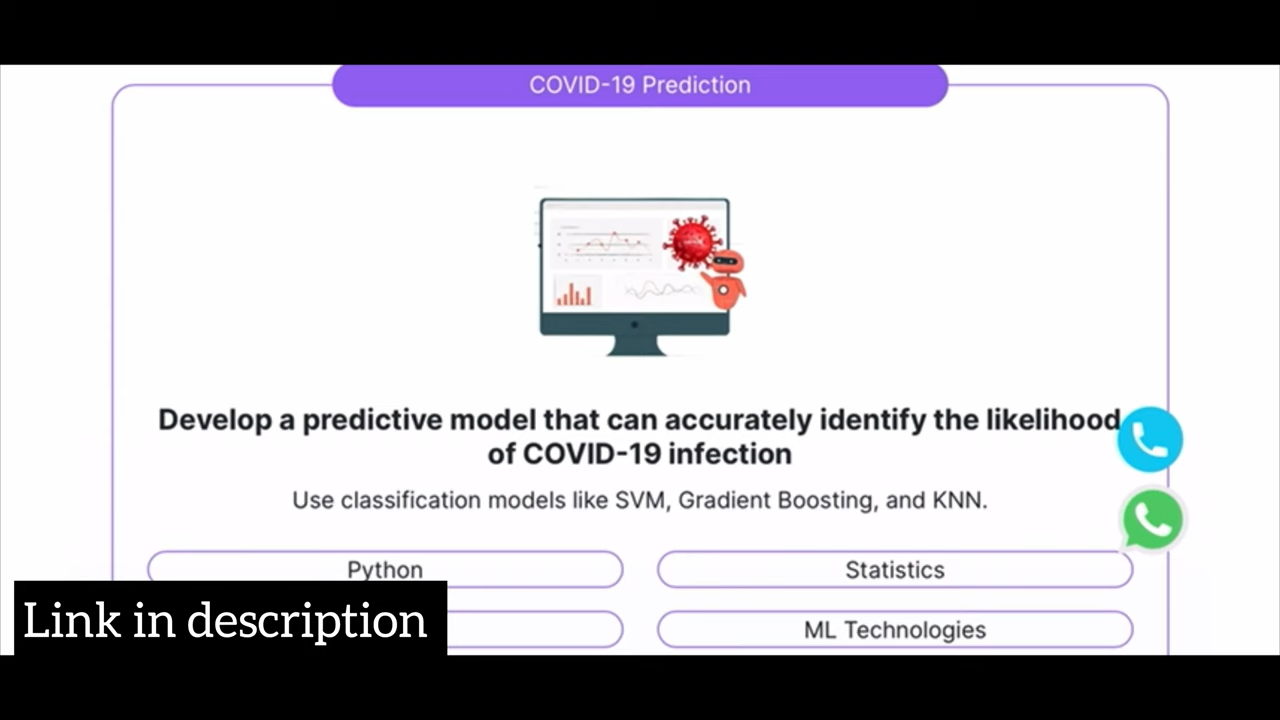 COVID-19 Prediction
Develop a predictive model that can accurately identify the likelihood
of COVID-19 infection
Use classification models like SVM, Gradient Boosting, and KNN.
Python
Statistics
ML Technologies
Link in description